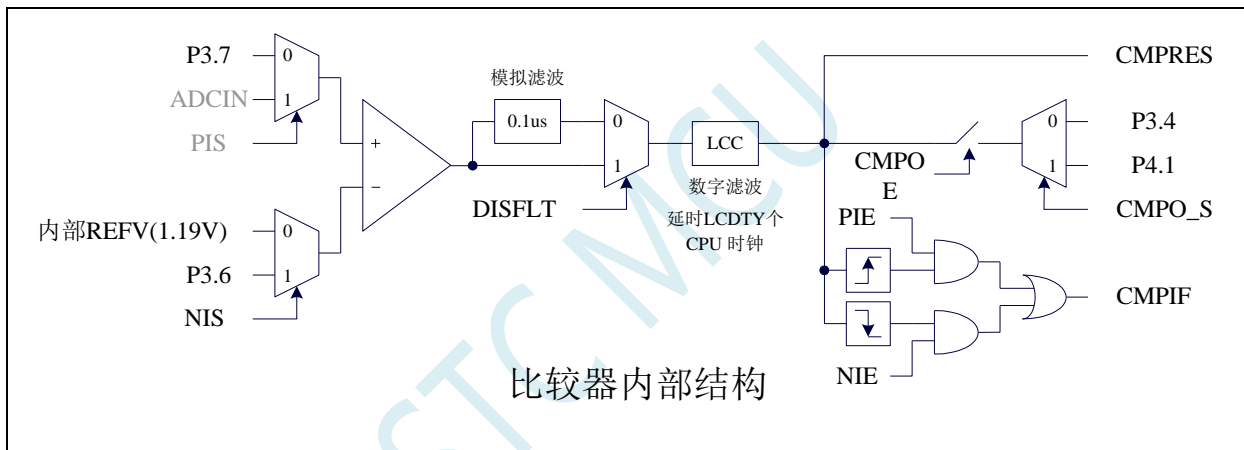 P3.7
0
ADCIN
1
PIS
+
−
内部REFV(1.19V)
0
P3.6
1
NIS
模拟滤波
0.1us
0
1
DISFLT
LCC
数字滤波
延时LCDTY个
CPU 时钟
CMPRES
CMPO
E
0
P3.4
1
P4.1
CMPO_S
PIE
NIE
CMPIF
比较器内部结构
STC MCU